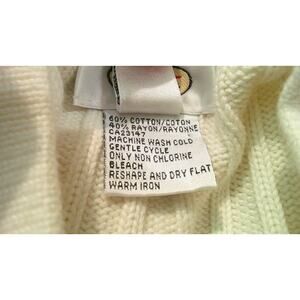 60% COTTON/COTON
40% RAYON/RAYONNE
CA23147
MACHINE WASH COLD
GENTLE CYCLE
ONLY NON CHLORINE
BLEACH
RESHAPE AND DRY FLAT
WARM IRON